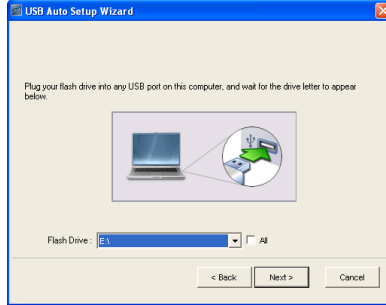 USB Auto Setup Wizard
Plug your flash drive into any USB port on this computer, and wait for the drive letter to appear
below.
Flash Drive : E:\ All
< Back Next > Cancel